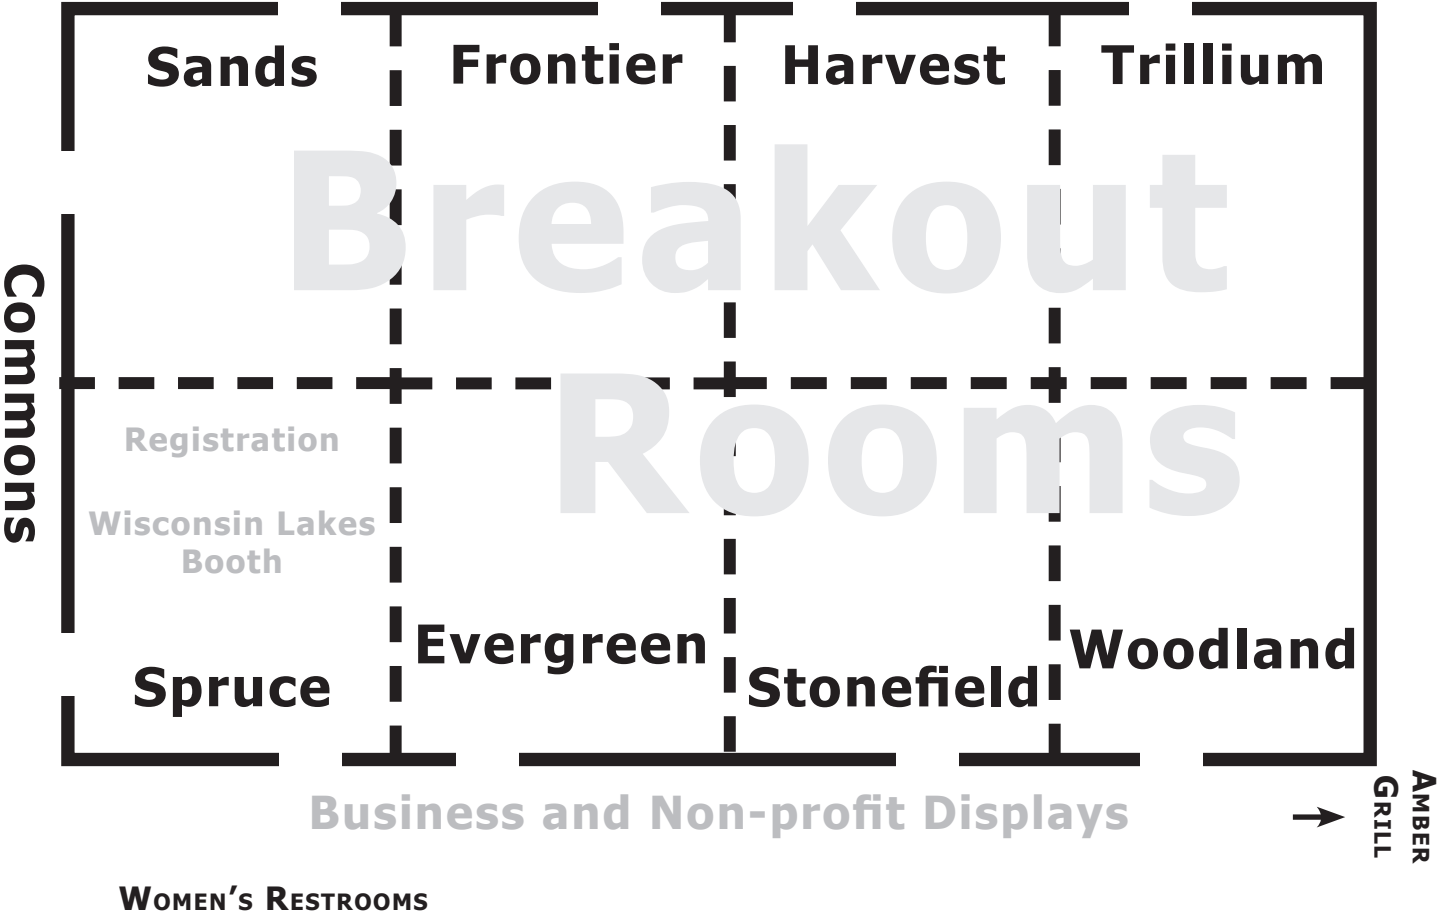 Sands
Frontier
Harvest
Trillium
Breakout
Rooms
Commons
Registration
Wisconsin Lakes
Booth
Spruce
Evergreen
Stonefield
Woodland
Business and Non-profit Displays
AMBER
GRILL
WOMEN'S RESTROOMS